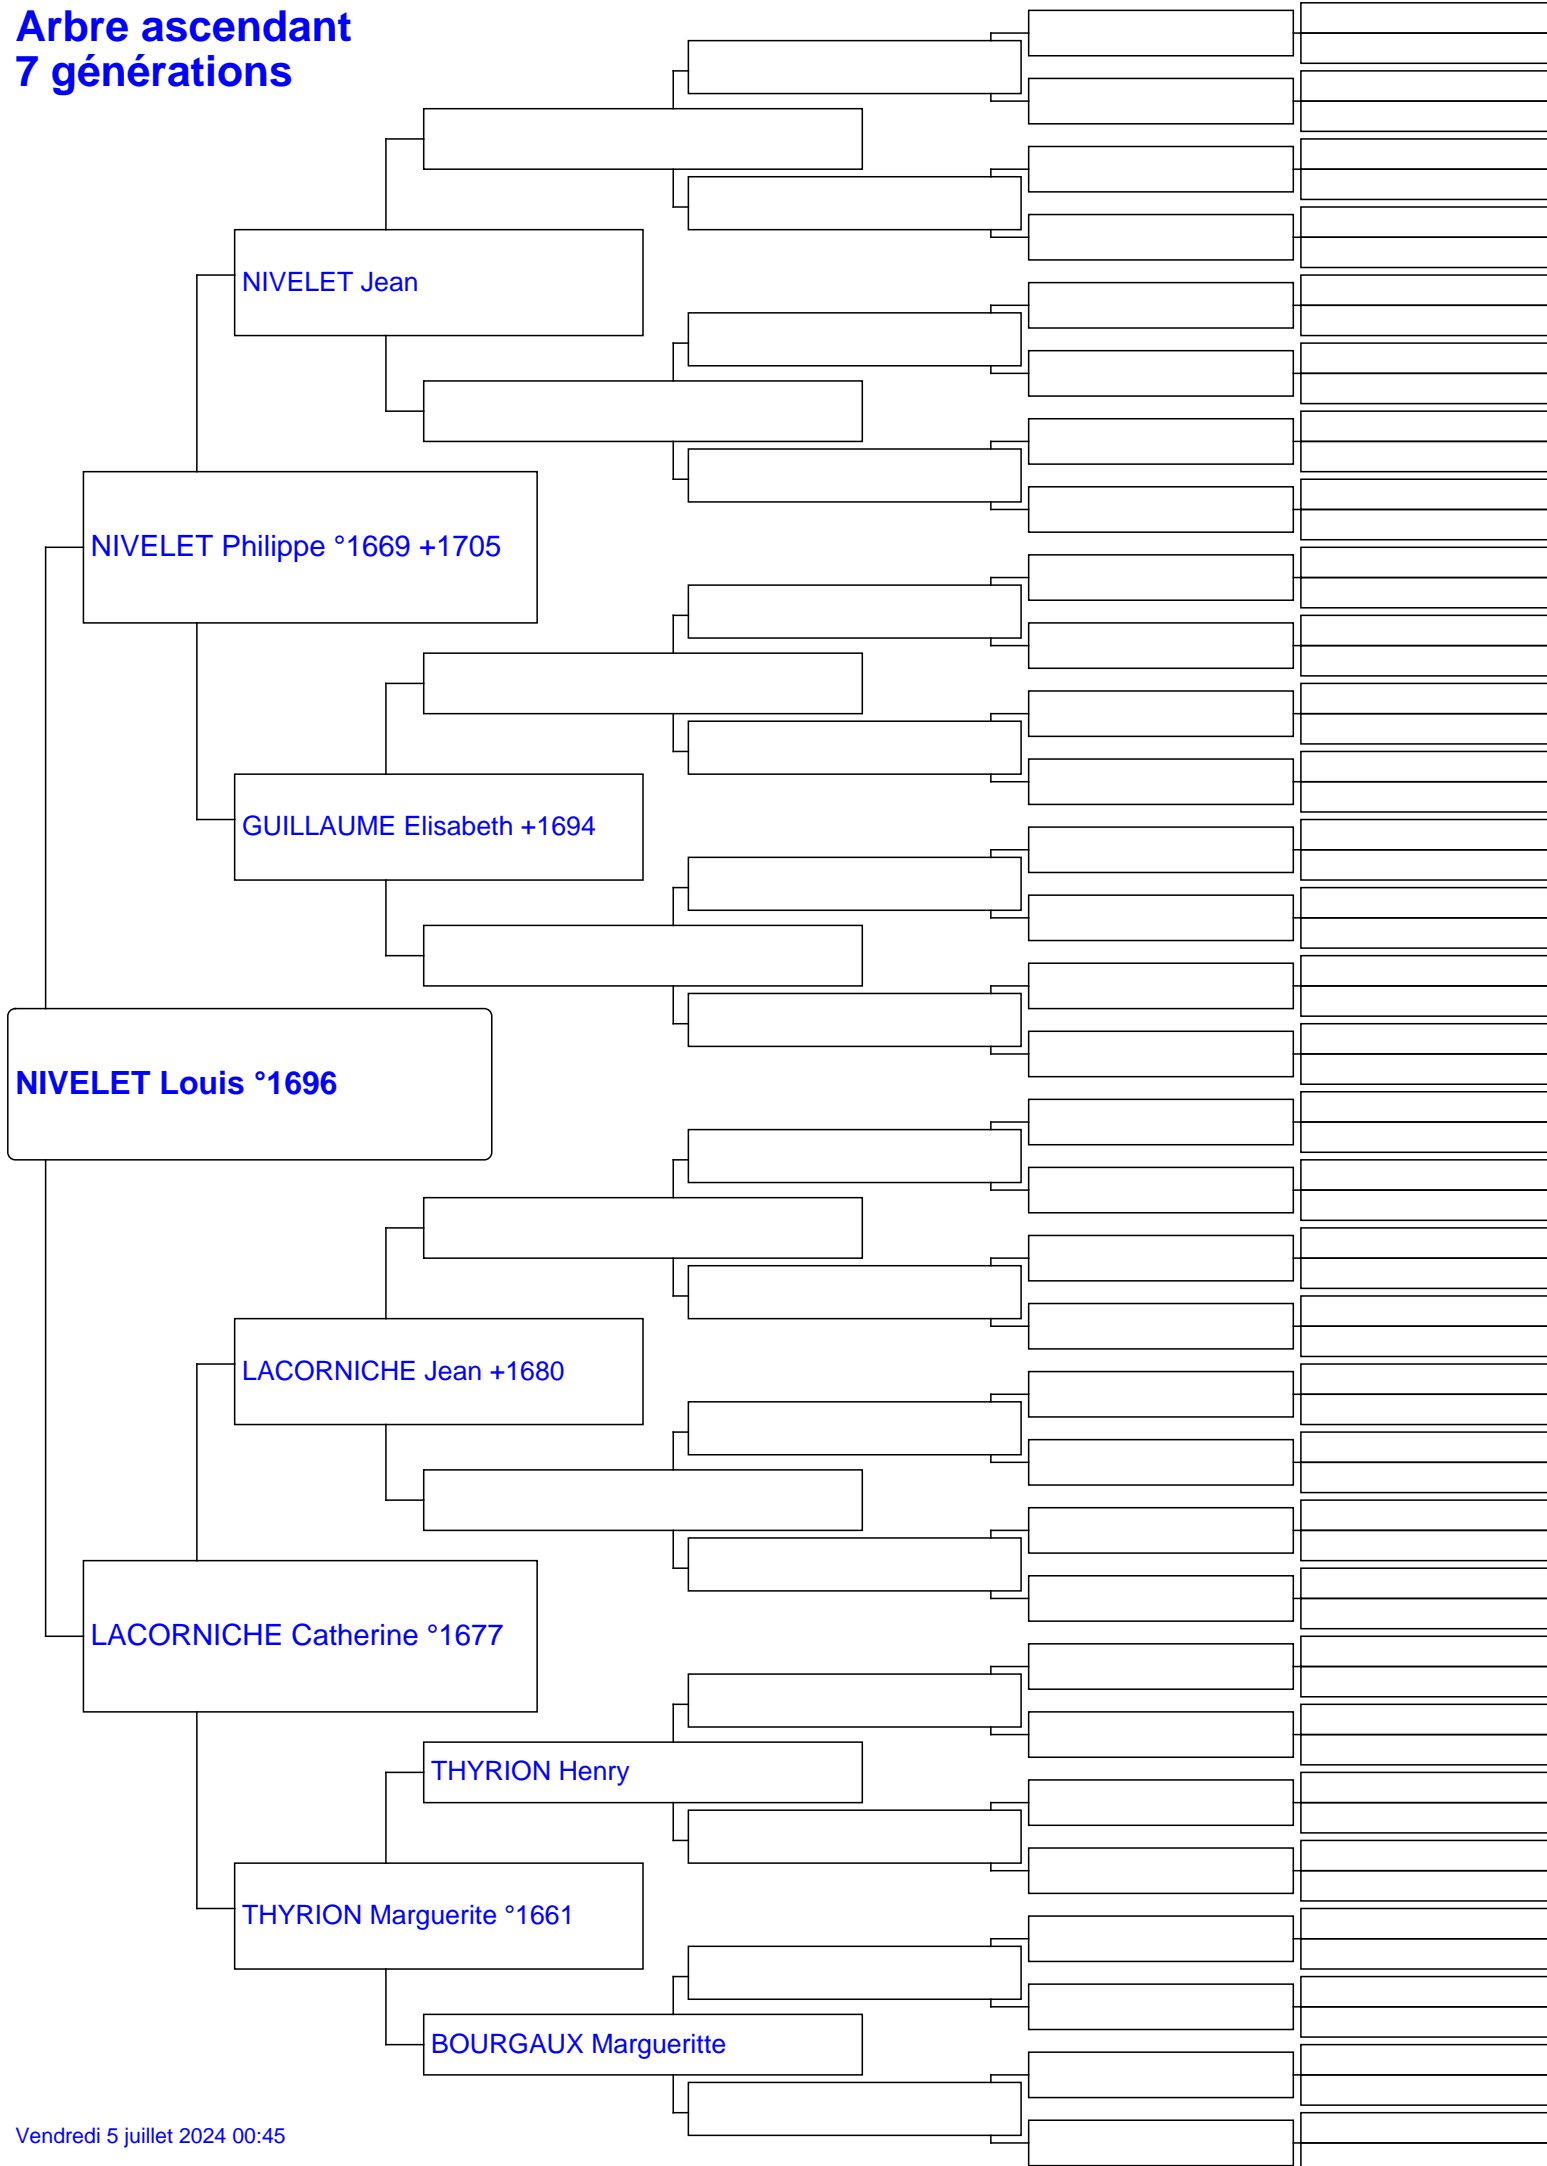 Arbre ascendant
7 générations
NIVELET Jean
NIVELET Philippe °1669 +1705
GUILLAUME Elisabeth +1694
NIVELET Louis °1696
LACORNICHE Jean +1680
LACORNICHE Catherine °1677
THYRION Henry
THYRION Marguerite °1661
BOURGAUX Margueritte
Vendredi 5 juillet 2024 00:45